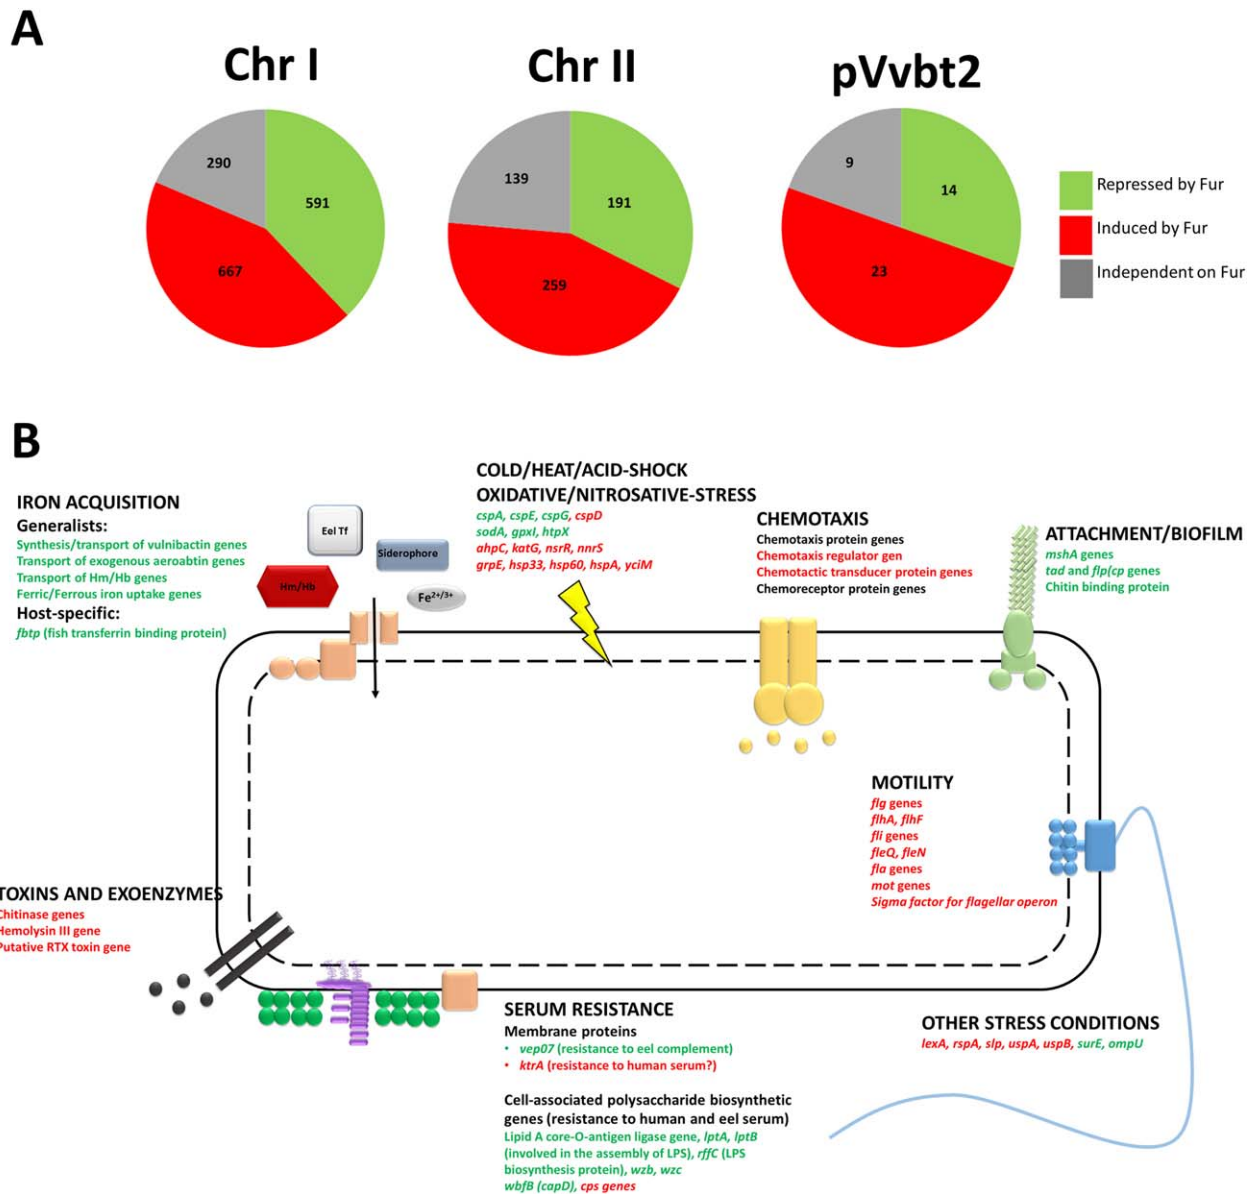 A
Chr I
Chr II
pVvbt2
290
591
667
139
191
259
9
14
23
Repressed by Fur
Induced by Fur
Independent on Fur
B
IRON ACQUISITION
Generalists:
Synthesis/transport of vulnibactin genes
Transport of exogenous aeroabtin genes
Transport of Hm/Hb genes
Ferric/Ferrous iron uptake genes
Host-specific:
fbtp (fish transferrin binding protein)
Eel Tf
Siderophore
Hm/Hb
Fe2+/3+
COLD/HEAT/ACID-SHOCK
OXIDATIVE/NITROSATIVE-STRESS
cspA, cspE, cspG, cspD
sodA, gpxI, htpX
ahpC, katG, nsrR, nnrS
grpE, hsp33, hsp60, hspA, yciM
CHEMOTAXIS
Chemotaxis protein genes
Chemotaxis regulator gen
Chemotactic transducer protein genes
Chemoreceptor protein genes
ATTACHMENT/BIOFILM
mshA genes
tad and flp(cp genes
Chitin binding protein
MOTILITY
flg genes
flhA, flhF
fli genes
fleQ, fleN
fla genes
mot genes
Sigma factor for flagellar operon
TOXINS AND EXOENZYMES
Chitinase genes
Hemolysin III gene
Putative RTX toxin gene
SERUM RESISTANCE
Membrane proteins
• vep07 (resistance to eel complement)
• ktrA (resistance to human serum?)
Cell-associated polysaccharide biosynthetic
genes (resistance to human and eel serum)
Lipid A core-O-antigen ligase gene, lptA, lptB
(involved in the assembly of LPS), rffC (LPS
biosynthesis protein), wzb, wzc
wbfB (capD), cps genes
OTHER STRESS CONDITIONS
lexA, rspA, slp, uspA, uspB, surE, ompU